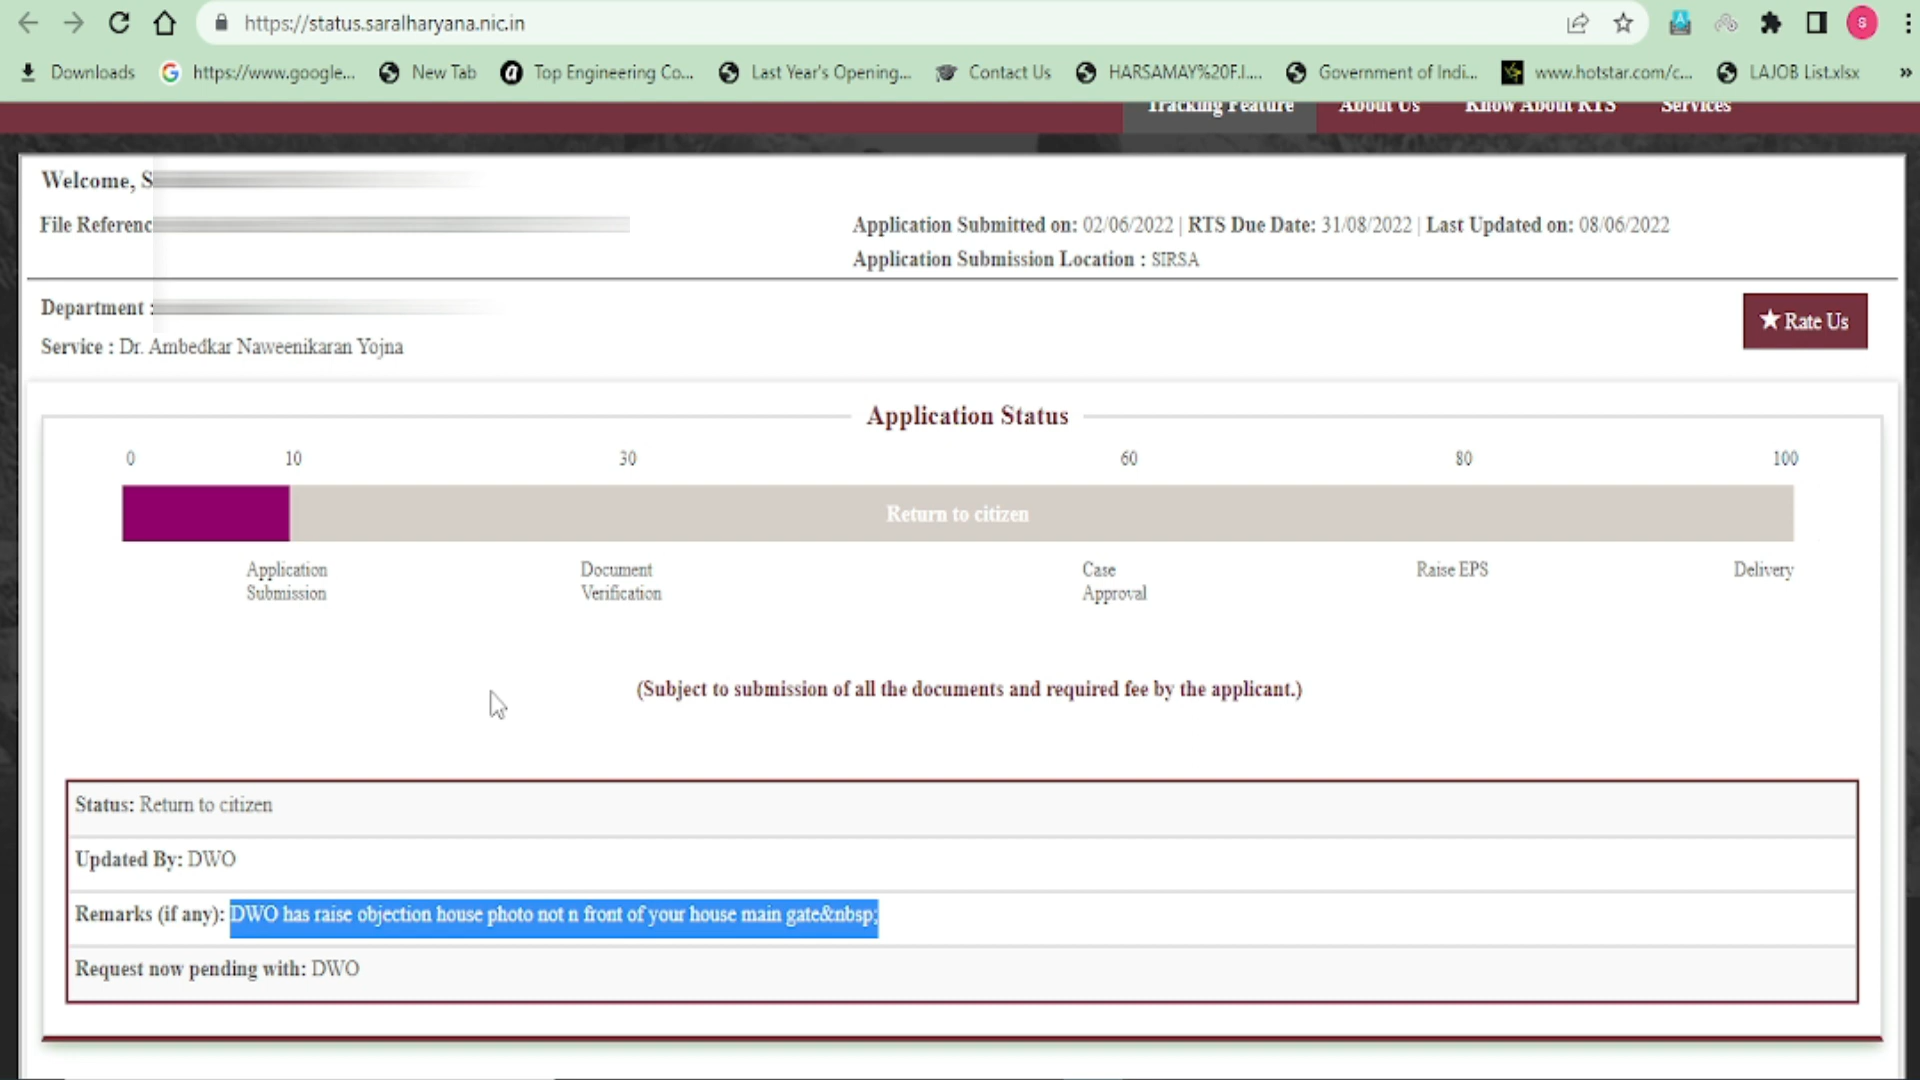 https://status.saralharyana.nic.in
S
Downloads https://www.google... New Tab Top Engineering Co... Last Year's Opening... Contact Us HARSAMAY%20F.I.... Government of Indi... www.hotstar.com/c... LAJOB List.xlsx »
Tracking Feature About Us Know About RTS Services
Welcome, S
File Referenc
Application Submitted on: 02/06/2022 | RTS Due Date: 31/08/2022 | Last Updated on: 08/06/2022
Application Submission Location : SIRSA
Department :
Rate Us
Service : Dr. Ambedkar Naweenikaran Yojna
Application Status
0 10 30 60 80 100
Return to citizen
Application Submission
Document Verification
Case Approval
Raise EPS
Delivery
(Subject to submission of all the documents and required fee by the applicant.)
Status: Return to citizen
Updated By: DWO
Remarks (if any): DWO has raise objection house photo not n front of your house main gate&nbsp;
Request now pending with: DWO